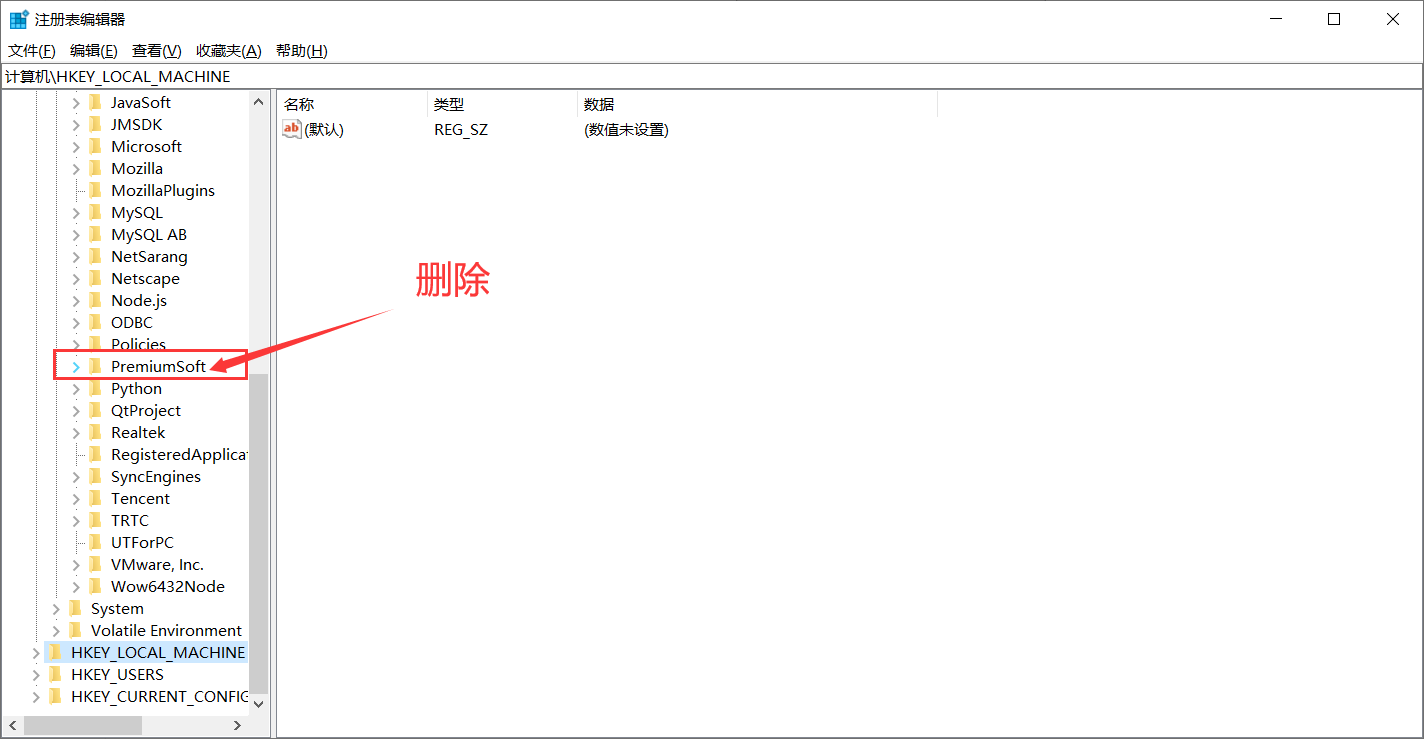 注册表编辑器
文件(F) 编辑(E) 查看(V) 收藏夹(A) 帮助(H)
计算机\HKEY_LOCAL_MACHINE
JavaSoft
JMSDK
Microsoft
Mozilla
MozillaPlugins
MySQL
MySQL AB
NetSarang
Netscape
Node.js
ODBC
Policies
PremiumSoft
Python
QtProject
Realtek
RegisteredApplica
SyncEngines
Tencent
TRTC
UTForPC
VMware, Inc.
Wow6432Node
System
Volatile Environment
HKEY_LOCAL_MACHINE
HKEY_USERS
HKEY_CURRENT_CONFIG
名称 类型 数据
ab (默认) REG_SZ (数值未设置)
删除